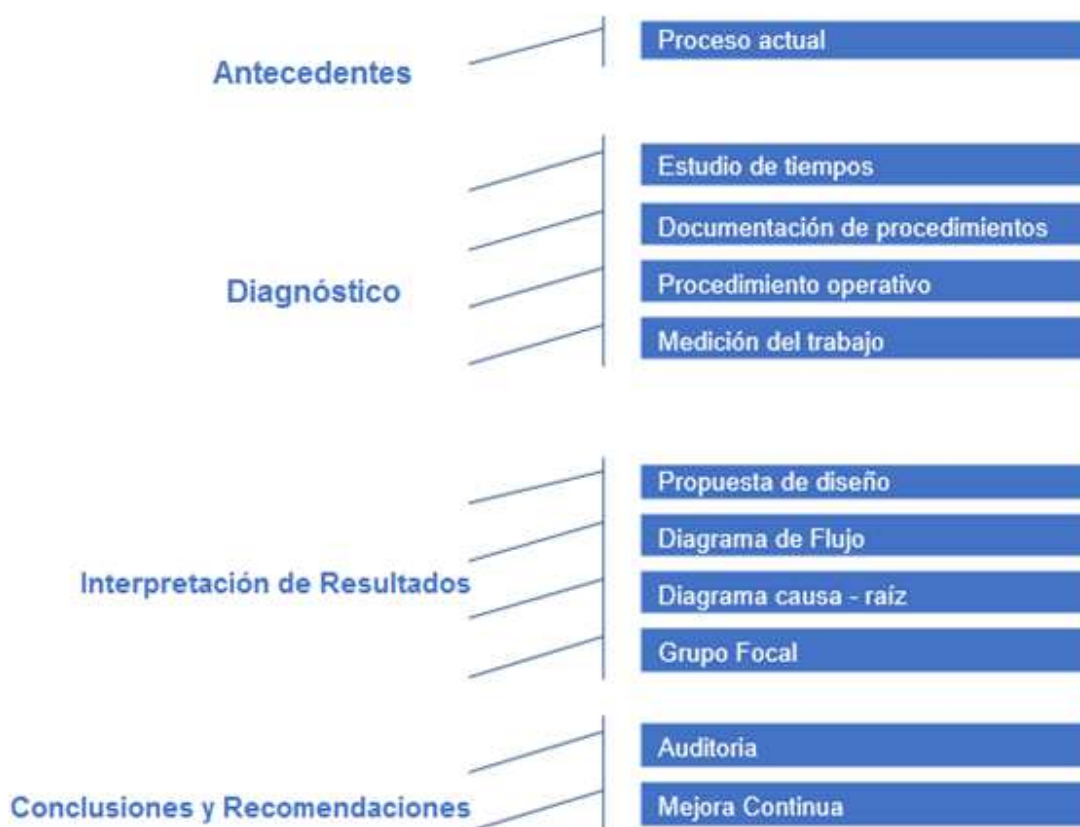 Antecedentes
Proceso actual
Diagnóstico
Estudio de tiempos
Documentación de procedimientos
Procedimiento operativo
Medición del trabajo
Interpretación de Resultados
Propuesta de diseño
Diagrama de Flujo
Diagrama causa - raíz
Grupo Focal
Conclusiones y Recomendaciones
Auditoria
Mejora Continua